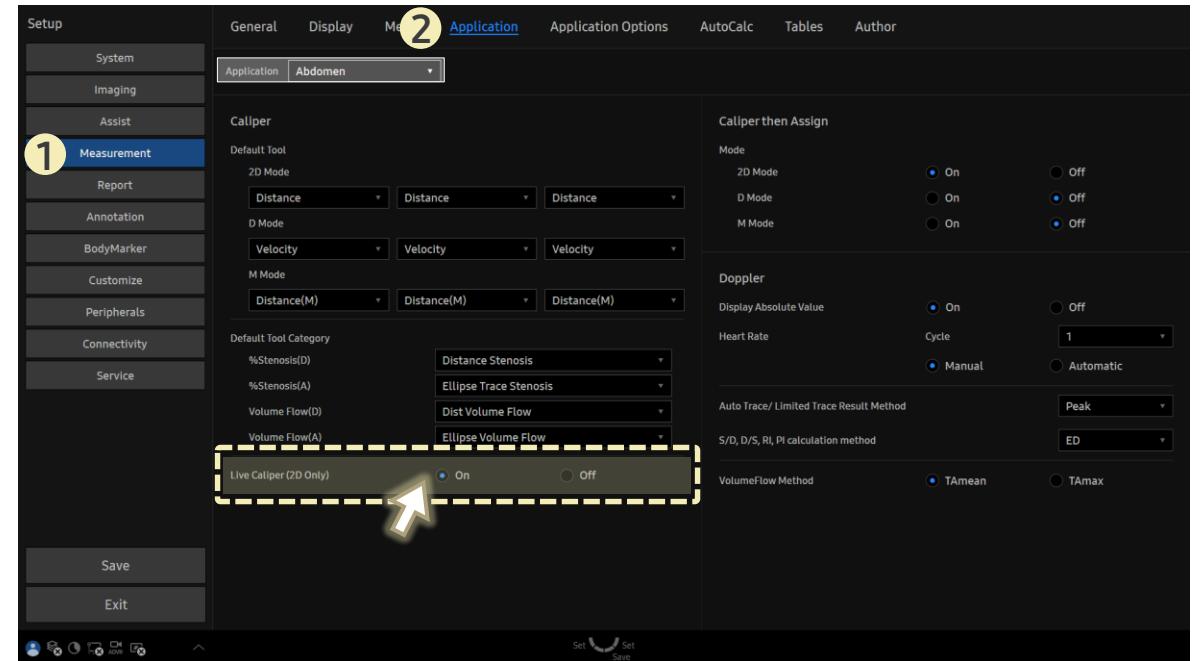 Setup
System
Imaging
Assist
1 Measurement
Report
Annotation
BodyMarker
Customize
Peripherals
Connectivity
Service
Save
Exit
General Display Me 2 Application Application Options AutoCalc Tables Author
Application Abdomen
Caliper
Default Tool
2D Mode
Distance Distance Distance
D Mode
Velocity Velocity Velocity
M Mode
Distance(M) Distance(M) Distance(M)
Default Tool Category
%Stenosis(D) Distance Stenosis
%Stenosis(A) Ellipse Trace Stenosis
Volume Flow(D) Dist Volume Flow
Volume Flow(A) Ellipse Volume Flow
Live Caliper (2D Only) On Off
Caliper then Assign
Mode
2D Mode On Off
D Mode On Off
M Mode On Off
Doppler
Display Absolute Value On Off
Heart Rate Cycle 1
Manual Automatic
Auto Trace/ Limited Trace Result Method Peak
S/D, D/S, RI, PI calculation method ED
VolumeFlow Method TAmean TAmax
Set Set
Save